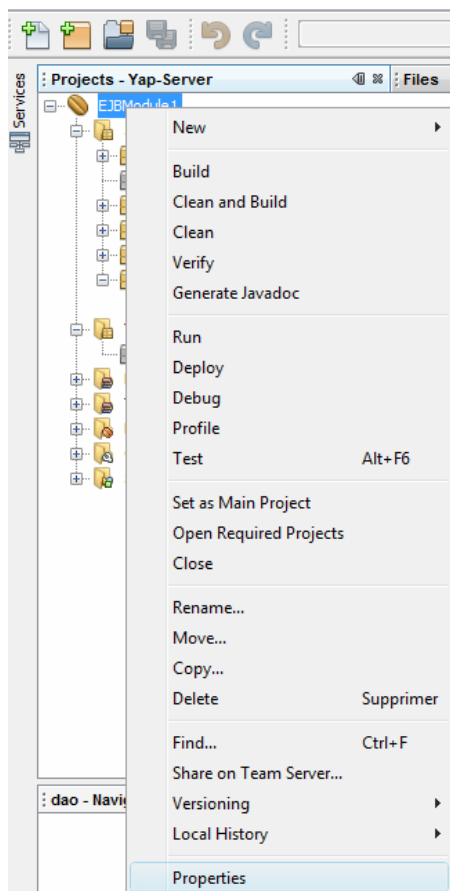 Projects - Yap-Server
Files
Services
EJBModule1
New
Build
Clean and Build
Clean
Verify
Generate Javadoc
Run
Deploy
Debug
Profile
Test Alt+F6
Set as Main Project
Open Required Projects
Close
Rename...
Move...
Copy...
Delete Supprimer
Find... Ctrl+F
Share on Team Server...
Versioning
Local History
Properties
dao - Navi